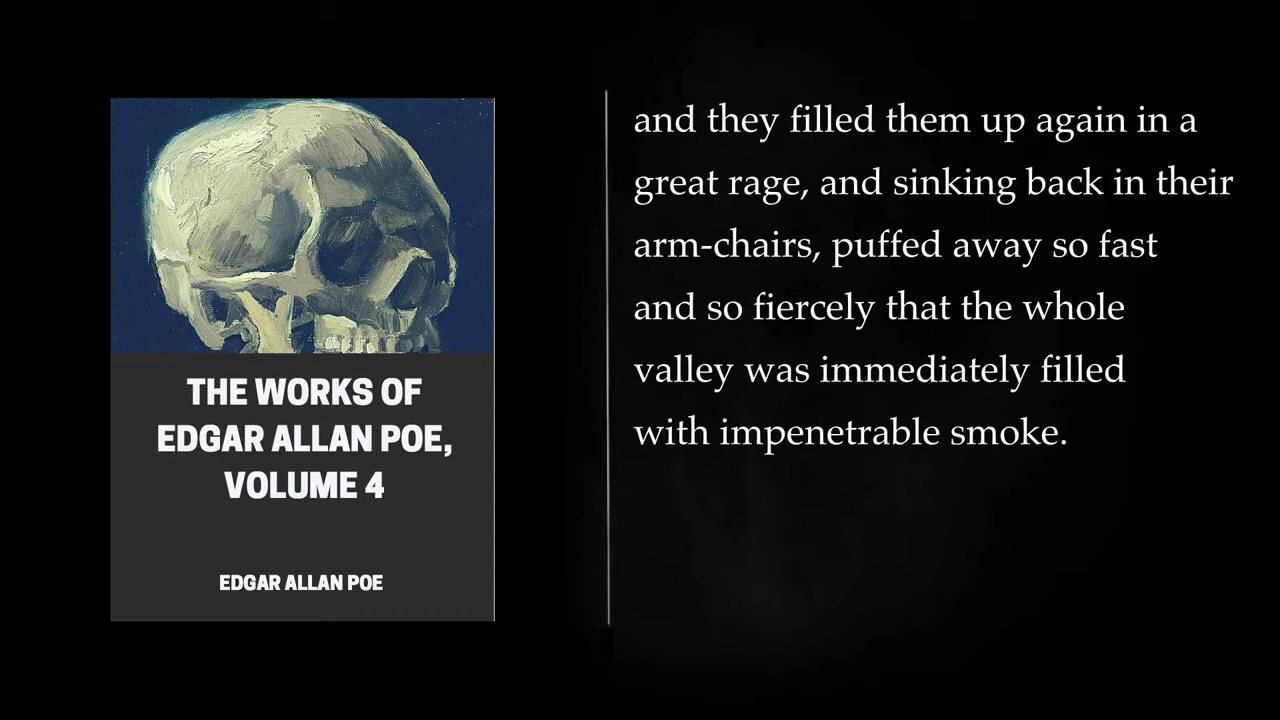 THE WORKS OF
EDGAR ALLAN POE,
VOLUME 4
EDGAR ALLAN POE
and they filled them up again in a
great rage, and sinking back in their
arm-chairs, puffed away so fast
and so fiercely that the whole
valley was immediately filled
with impenetrable smoke.